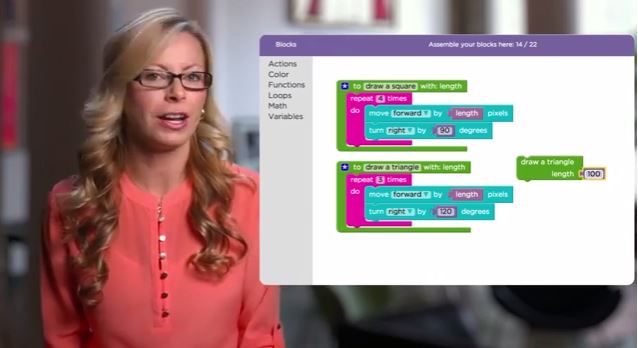 Blocks
Assemble your blocks here: 14 / 22
Actions
Color
Functions
Loops
Math
Variables
to draw a square with: length
repeat 4 times
do
move forward by length pixels
turn right by 90 degrees
to draw a triangle with: length
repeat 3 times
do
move forward by length pixels
turn right by 120 degrees
draw a triangle
length 100